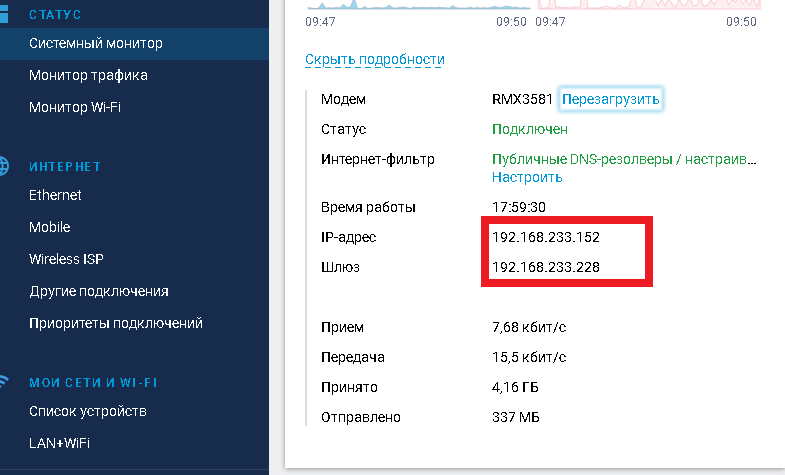 СТАТУС
Системный монитор
Монитор трафика
Монитор Wi-Fi
ИНТЕРНЕТ
Ethernet
Mobile
Wireless ISP
Другие подключения
Приоритеты подключений
МОИ СЕТИ И WI-FI
Список устройств
LAN+WiFi
09:47 09:50 09:47 09:50
Скрыть подробности
Модем RMX3581 Перезагрузить
Статус Подключен
Интернет-фильтр Публичные DNS-резолверы / настраив...
Настроить
Время работы 17:59:30
IP-адрес 192.168.233.152
Шлюз 192.168.233.228
Прием 7,68 кбит/с
Передача 15,5 кбит/с
Принято 4,16 ГБ
Отправлено 337 МБ